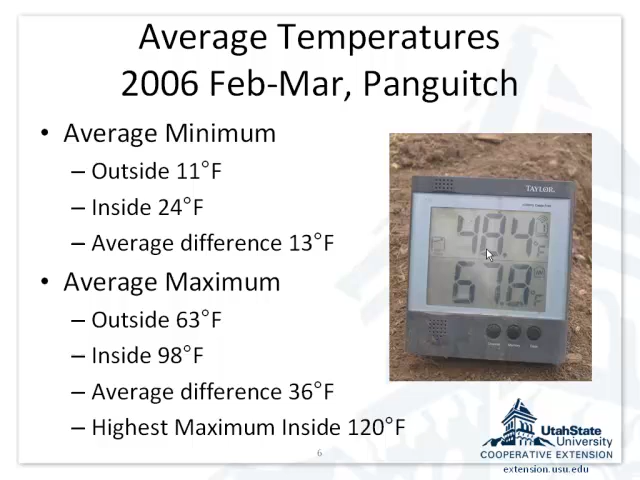 Average Temperatures
2006 Feb-Mar, Panguitch
• Average Minimum
– Outside 11°F
– Inside 24°F
– Average difference 13°F
• Average Maximum
– Outside 63°F
– Inside 98°F
– Average difference 36°F
– Highest Maximum Inside 120°F
TAYLOR
48.4 °F
67.8 °F
6
UtahState
University
COOPERATIVE EXTENSION
extension.usu.edu